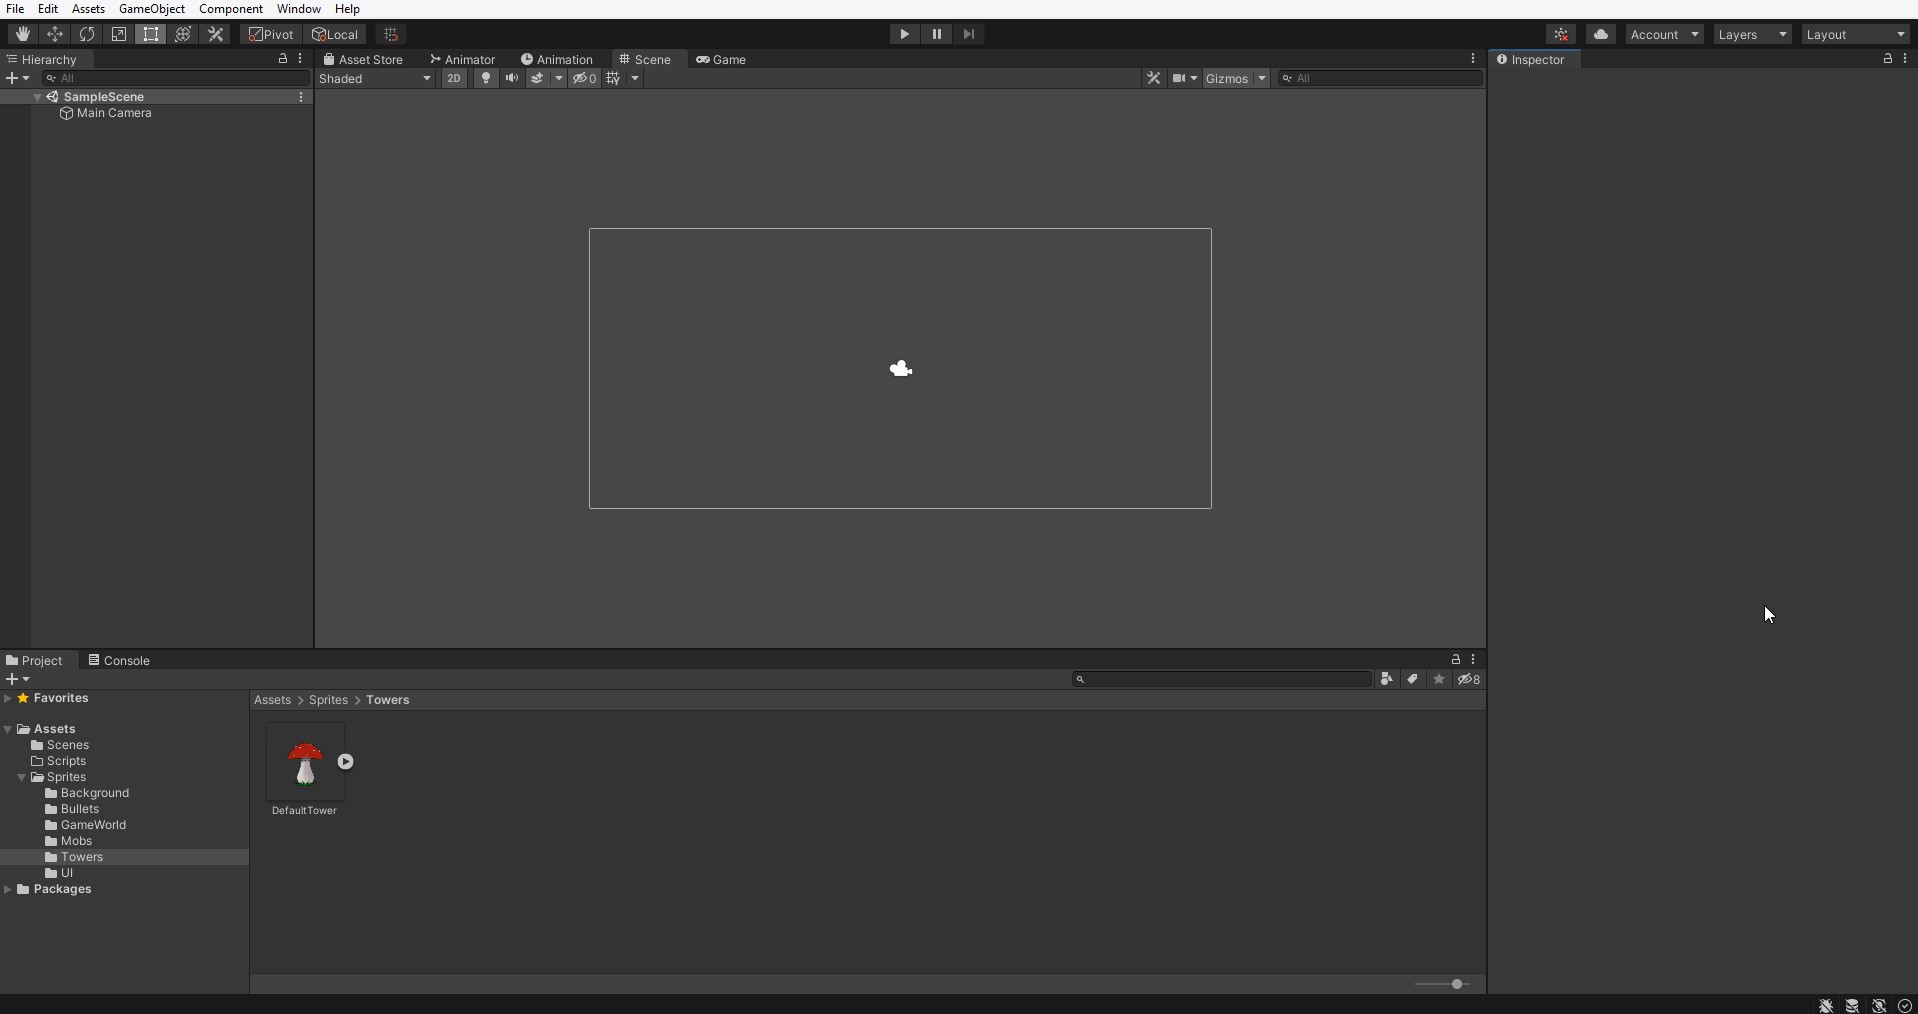 File Edit Assets GameObject Component Window Help
Pivot Local Account Layers Layout
Hierarchy
All
SampleScene
Main Camera
Asset Store Animator Animation Scene Game
Shaded 2D 0 Gizmos All
Inspector
Project Console
8
Favorites
Assets
Scenes
Scripts
Sprites
Background
Bullets
GameWorld
Mobs
Towers
UI
Packages
Assets > Sprites > Towers
DefaultTower